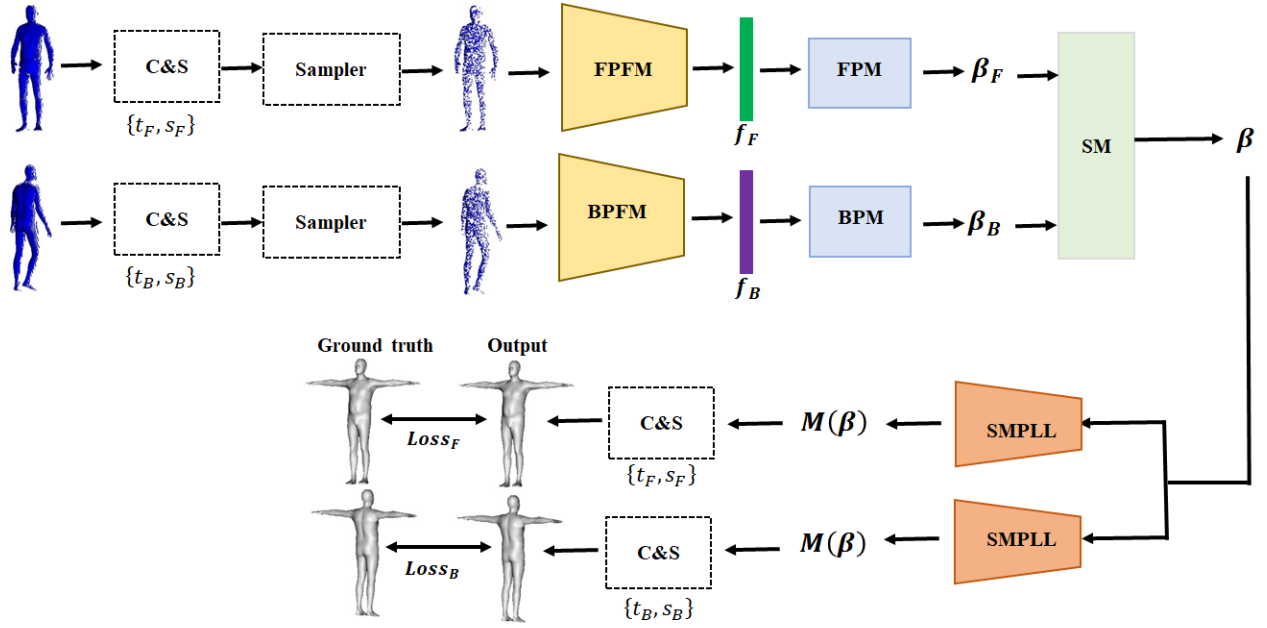 C&S
Sampler
FPFM
FPM
β_F
{t_F, s_F}
f_F
SM
β
C&S
Sampler
BPFM
BPM
β_B
{t_B, s_B}
f_B
Ground truth
Output
Loss_F
C&S
M(β)
SMPLL
{t_F, s_F}
Loss_B
C&S
M(β)
SMPLL
{t_B, s_B}